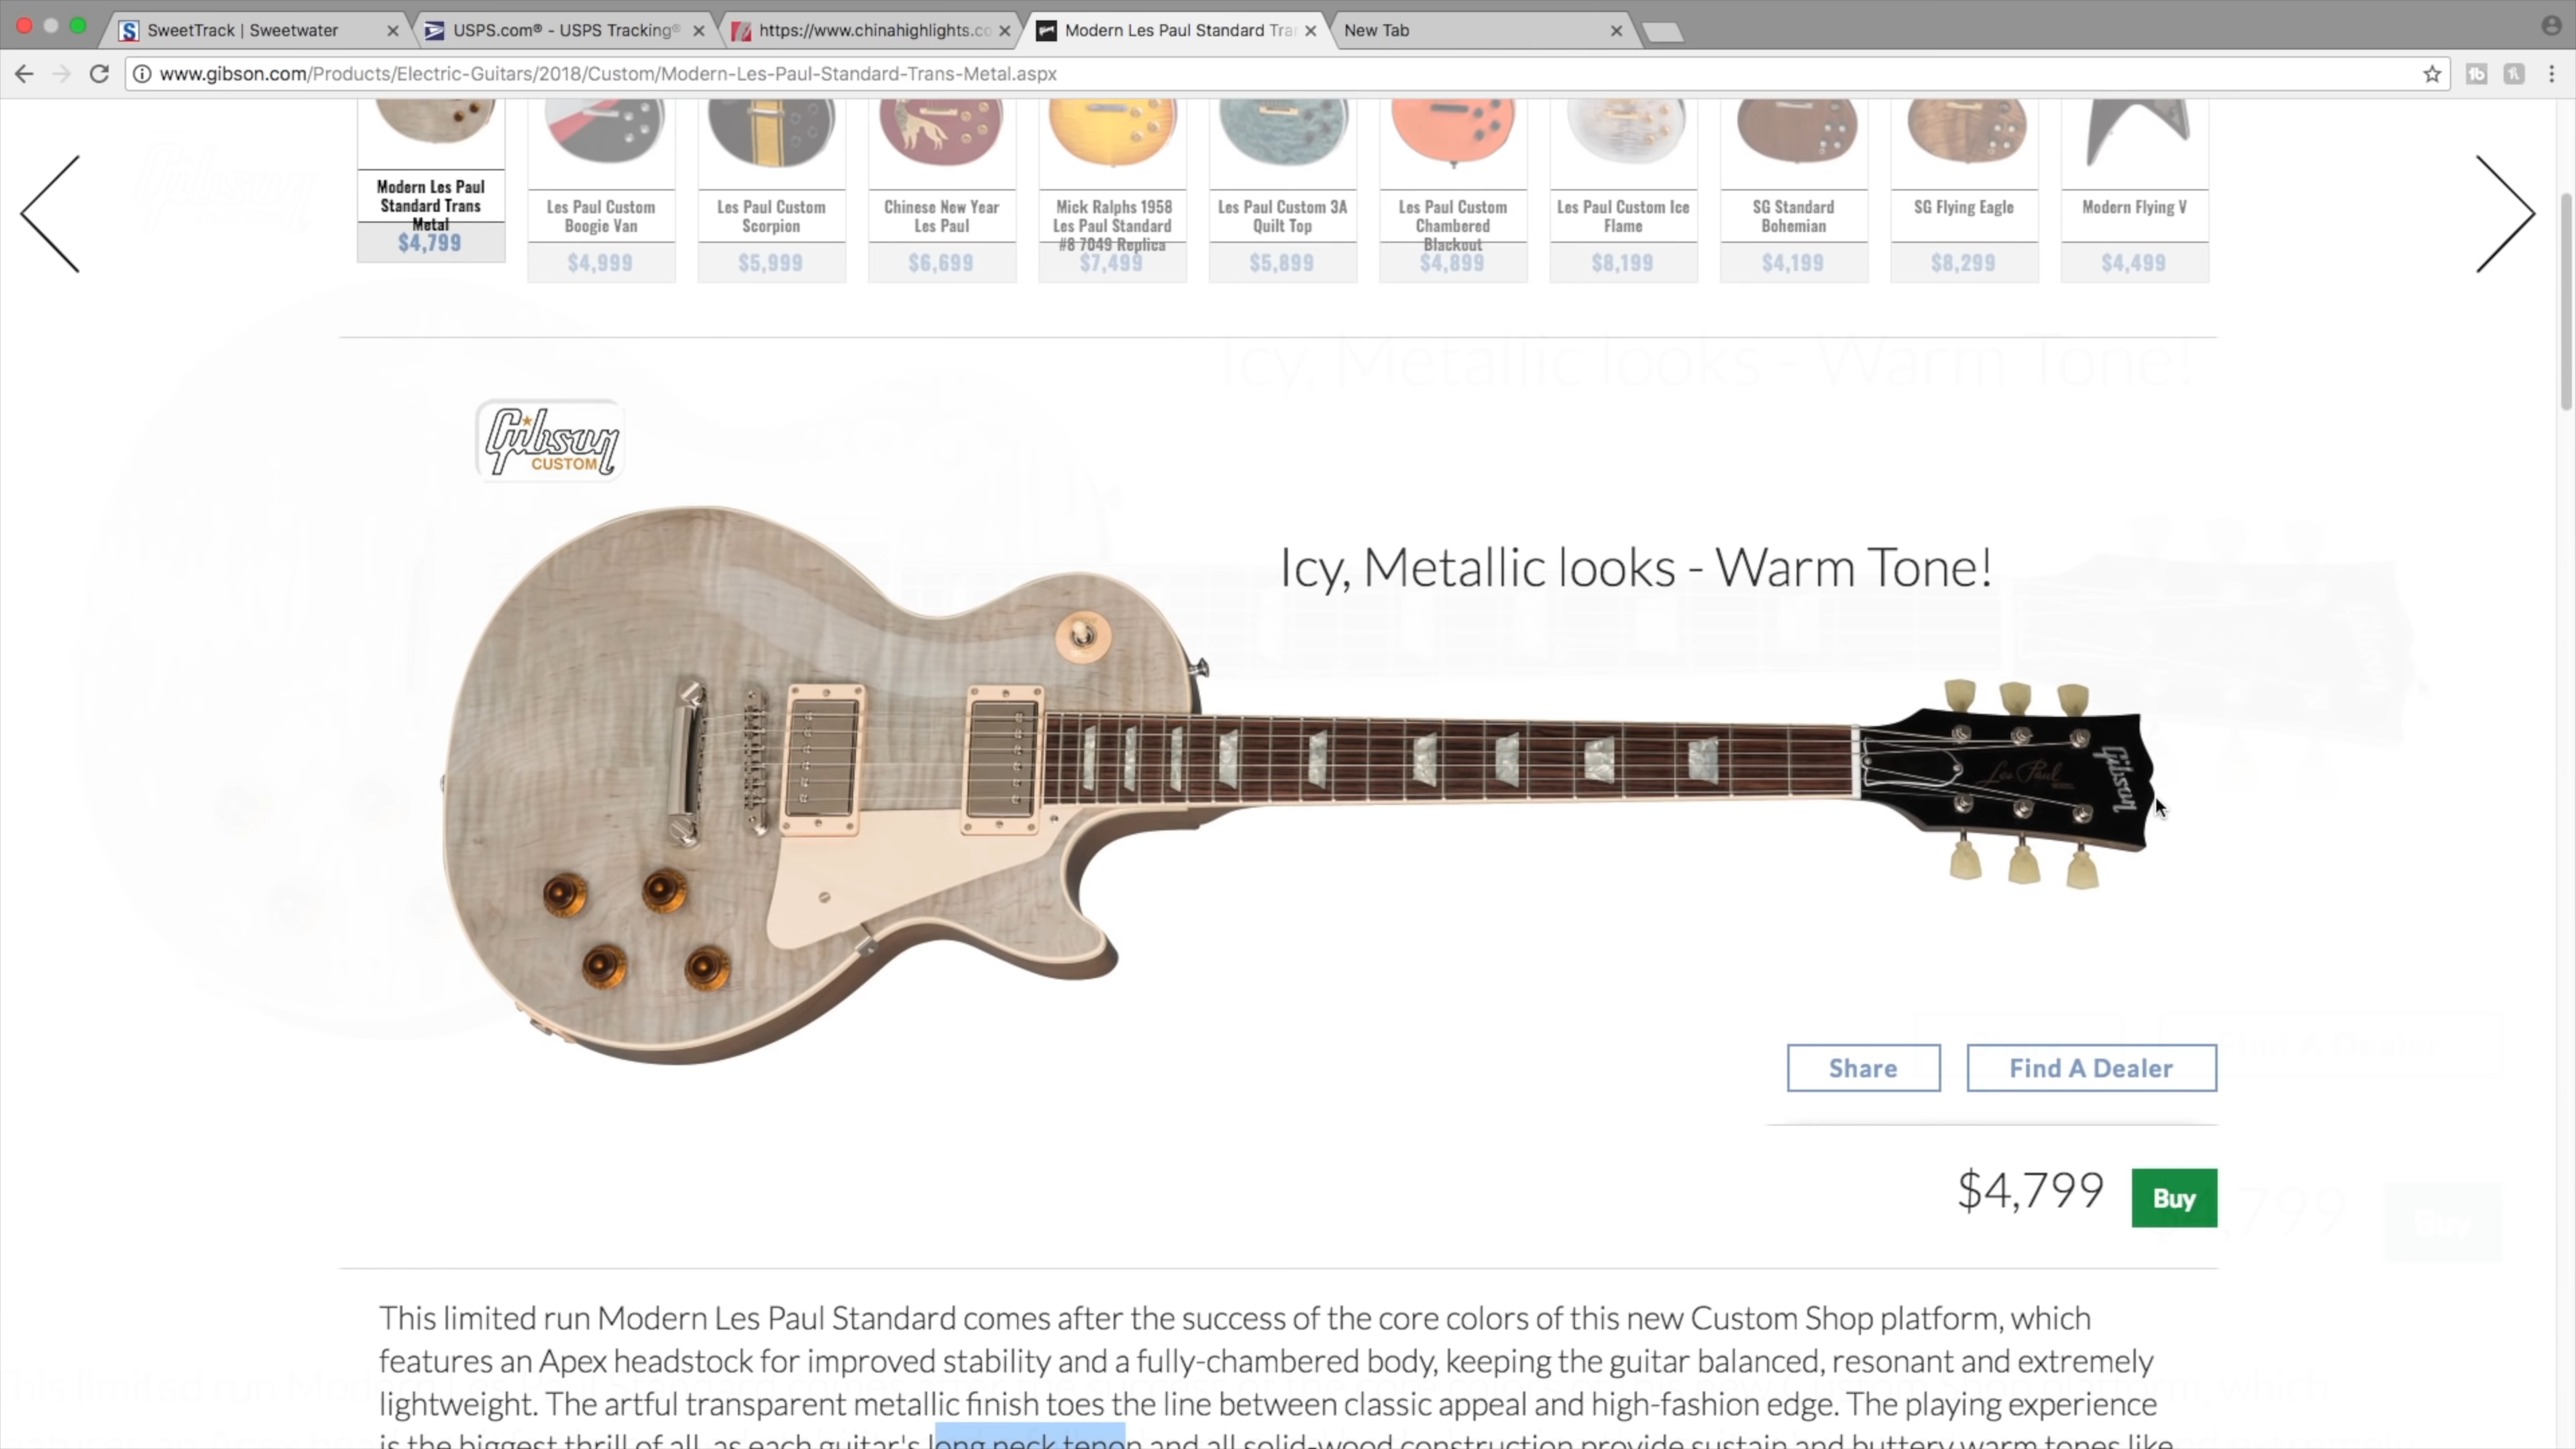 SweetTrack | Sweetwater
USPS.com® - USPS Tracking®
https://www.chinahighlights.co
Modern Les Paul Standard Tra
New Tab
www.gibson.com/Products/Electric-Guitars/2018/Custom/Modern-Les-Paul-Standard-Trans-Metal.aspx
Modern Les Paul
Standard Trans
Metal
$4,799
Les Paul Custom
Boogie Van
$4,999
Les Paul Custom
Scorpion
$5,999
Chinese New Year
Les Paul
$6,699
Mick Ralphs 1958
Les Paul Standard
#8 7049 Replica
$7,499
Les Paul Custom 3A
Quilt Top
$5,899
Les Paul Custom
Chambered
Blackout
$4,899
Les Paul Custom Ice
Flame
$8,199
SG Standard
Bohemian
$4,199
SG Flying Eagle
$8,299
Modern Flying V
$4,499
Icy, Metallic looks - Warm Tone!
Gibson
CUSTOM
Icy, Metallic looks - Warm Tone!
Les Paul
Gibson
Share
Find A Dealer
$4,799
Buy
This limited run Modern Les Paul Standard comes after the success of the core colors of this new Custom Shop platform, which
features an Apex headstock for improved stability and a fully-chambered body, keeping the guitar balanced, resonant and extremely
lightweight. The artful transparent metallic finish toes the line between classic appeal and high-fashion edge. The playing experience
is the biggest thrill of all, as each guitar's long neck tenon and all solid-wood construction provide sustain and buttery warm tones like